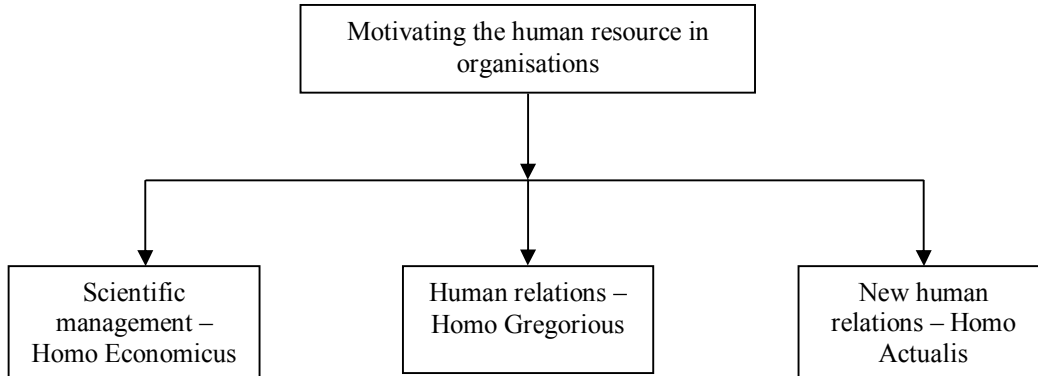 Motivating the human resource in
organisations
Scientific
management –
Homo Economicus
Human relations –
Homo Gregorious
New human
relations – Homo
Actualis